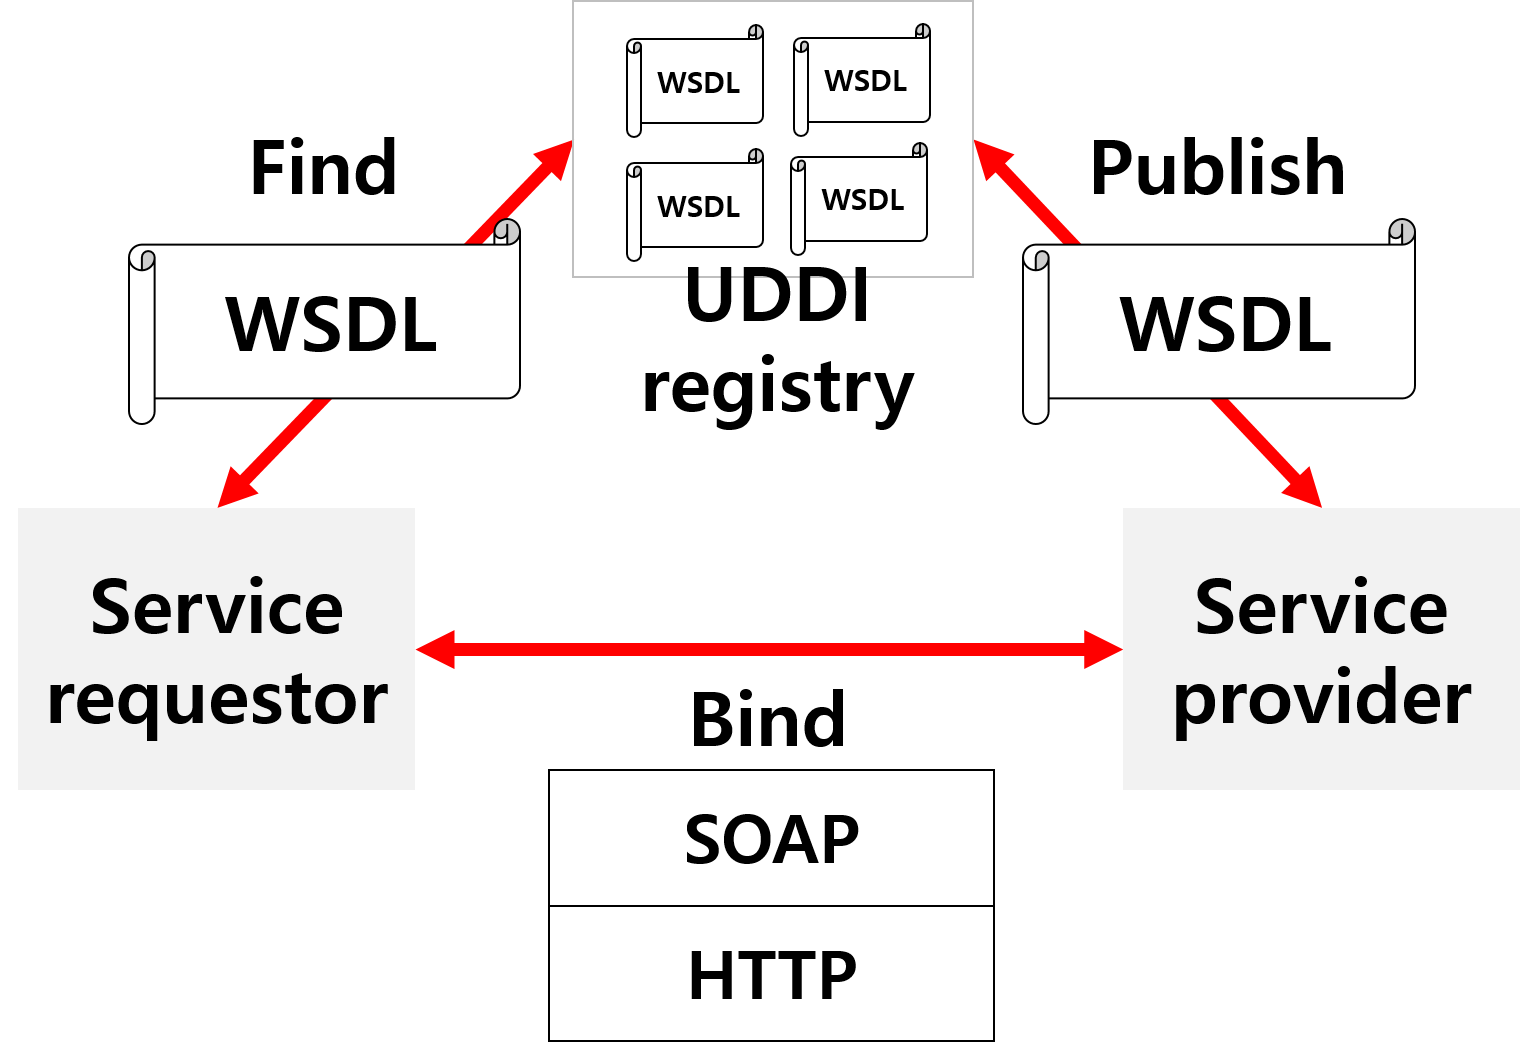 WSDL
WSDL
WSDL
WSDL
UDDI
registry
Find
WSDL
Publish
WSDL
Service
requestor
Service
provider
Bind
SOAP
HTTP